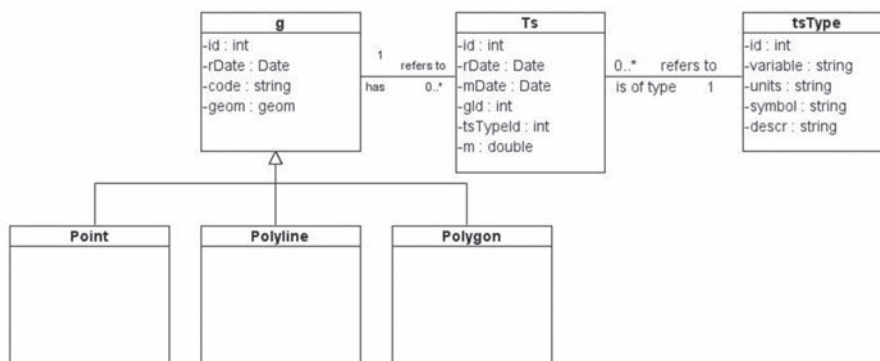 g
-id : int
-rDate : Date
-code : string
-geom : geom
1
refers to
has
0..*
Ts
-id : int
-rDate : Date
-mDate : Date
-gId : int
-tsTypeId : int
-m : double
0..*
refers to
is of type
1
tsType
-id : int
-variable : string
-units : string
-symbol : string
-descr : string
Point
Polyline
Polygon